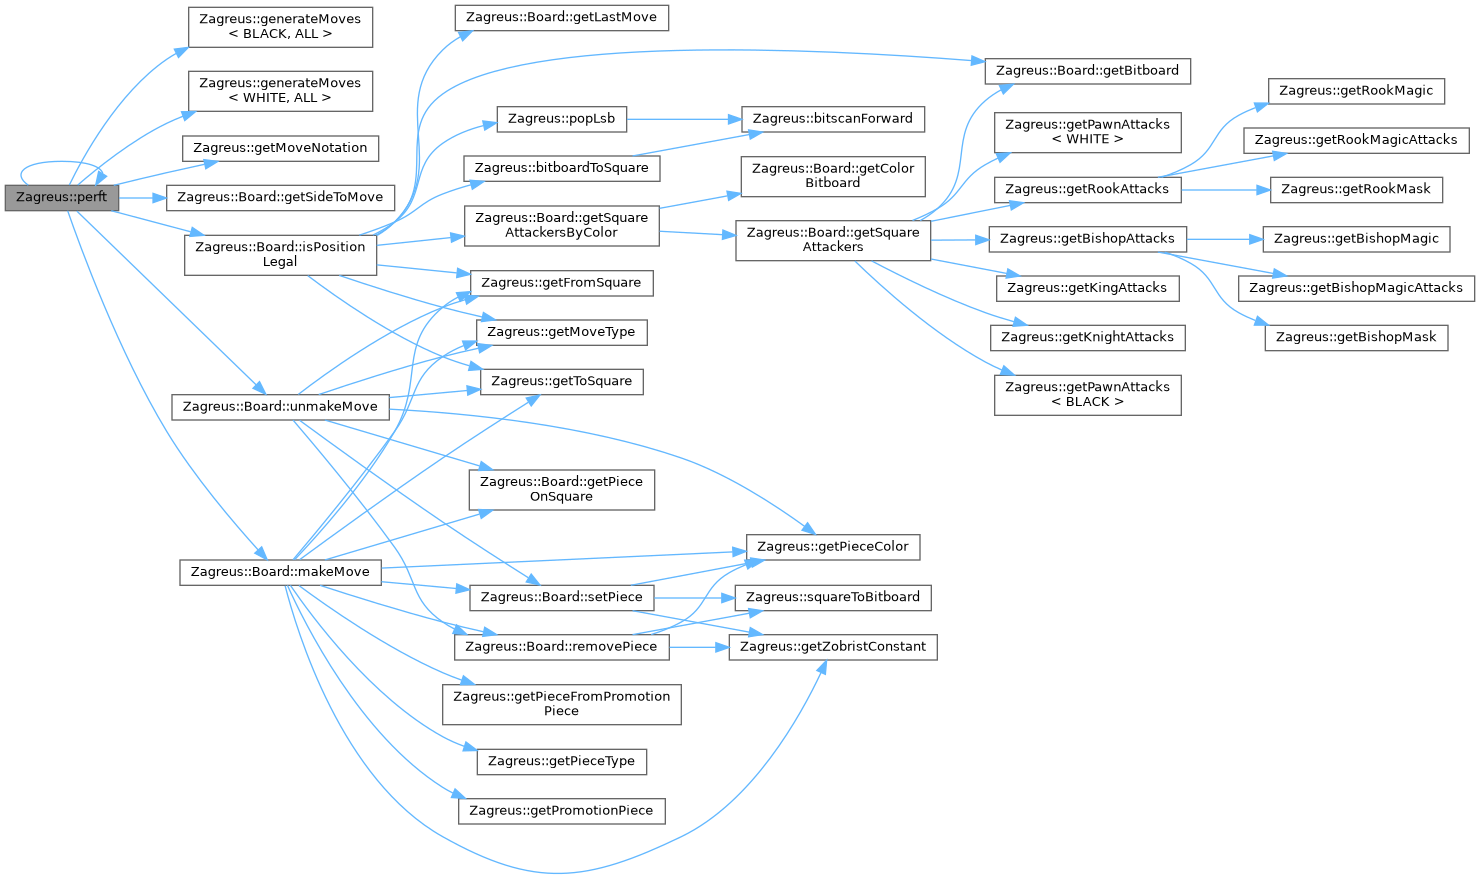 Zagreus::perft
Zagreus::generateMoves
< BLACK, ALL >
Zagreus::generateMoves
< WHITE, ALL >
Zagreus::getMoveNotation
Zagreus::Board::getSideToMove
Zagreus::Board::isPosition
Legal
Zagreus::Board::unmakeMove
Zagreus::Board::makeMove
Zagreus::Board::getLastMove
Zagreus::popLsb
Zagreus::bitboardToSquare
Zagreus::Board::getSquare
AttackersByColor
Zagreus::getFromSquare
Zagreus::getMoveType
Zagreus::getToSquare
Zagreus::Board::getPiece
OnSquare
Zagreus::Board::setPiece
Zagreus::Board::removePiece
Zagreus::getPieceFromPromotion
Piece
Zagreus::getPieceType
Zagreus::getPromotionPiece
Zagreus::bitscanForward
Zagreus::Board::getColor
Bitboard
Zagreus::Board::getSquare
Attackers
Zagreus::getPieceColor
Zagreus::squareToBitboard
Zagreus::getZobristConstant
Zagreus::Board::getBitboard
Zagreus::getPawnAttacks
< WHITE >
Zagreus::getRookAttacks
Zagreus::getBishopAttacks
Zagreus::getKingAttacks
Zagreus::getKnightAttacks
Zagreus::getPawnAttacks
< BLACK >
Zagreus::getRookMagic
Zagreus::getRookMagicAttacks
Zagreus::getRookMask
Zagreus::getBishopMagic
Zagreus::getBishopMagicAttacks
Zagreus::getBishopMask